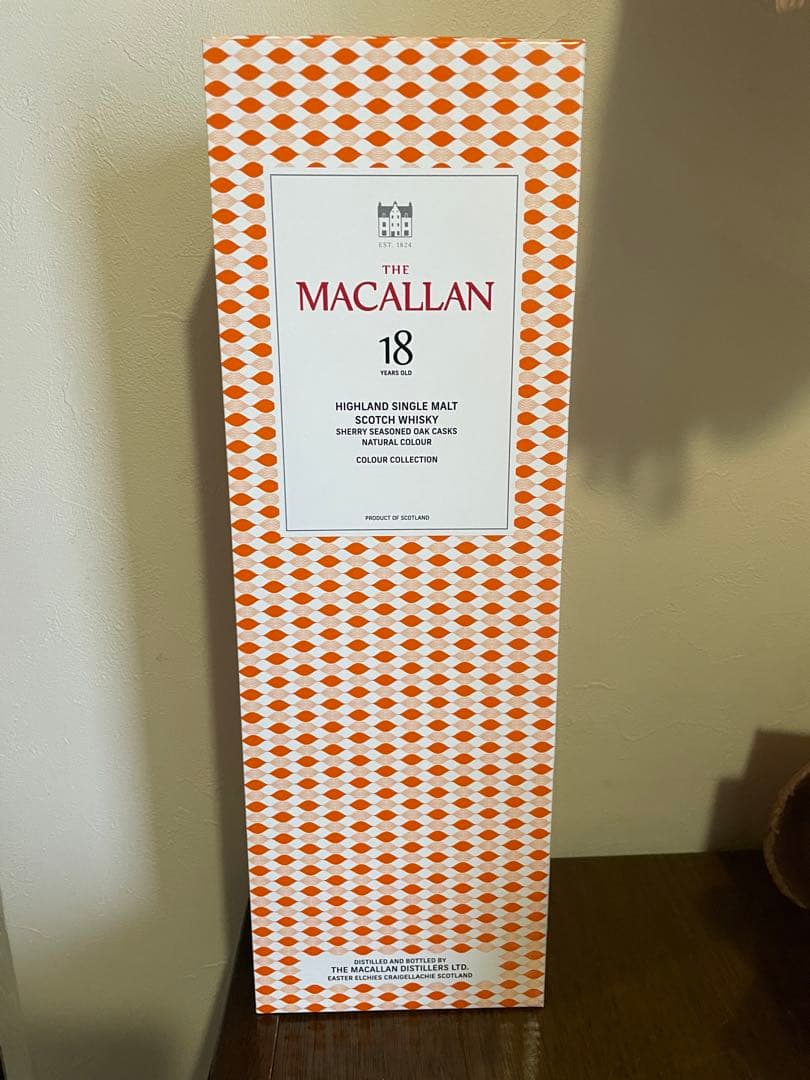 EST. 1824
THE
MACALLAN
18
YEARS OLD
HIGHLAND SINGLE MALT
SCOTCH WHISKY
SHERRY SEASONED OAK CASKS
NATURAL COLOUR
COLOUR COLLECTION
PRODUCT OF SCOTLAND
DISTILLED AND BOTTLED BY
THE MACALLAN DISTILLERS LTD.
EASTER ELCHIES CRAIGELLACHIE SCOTLAND